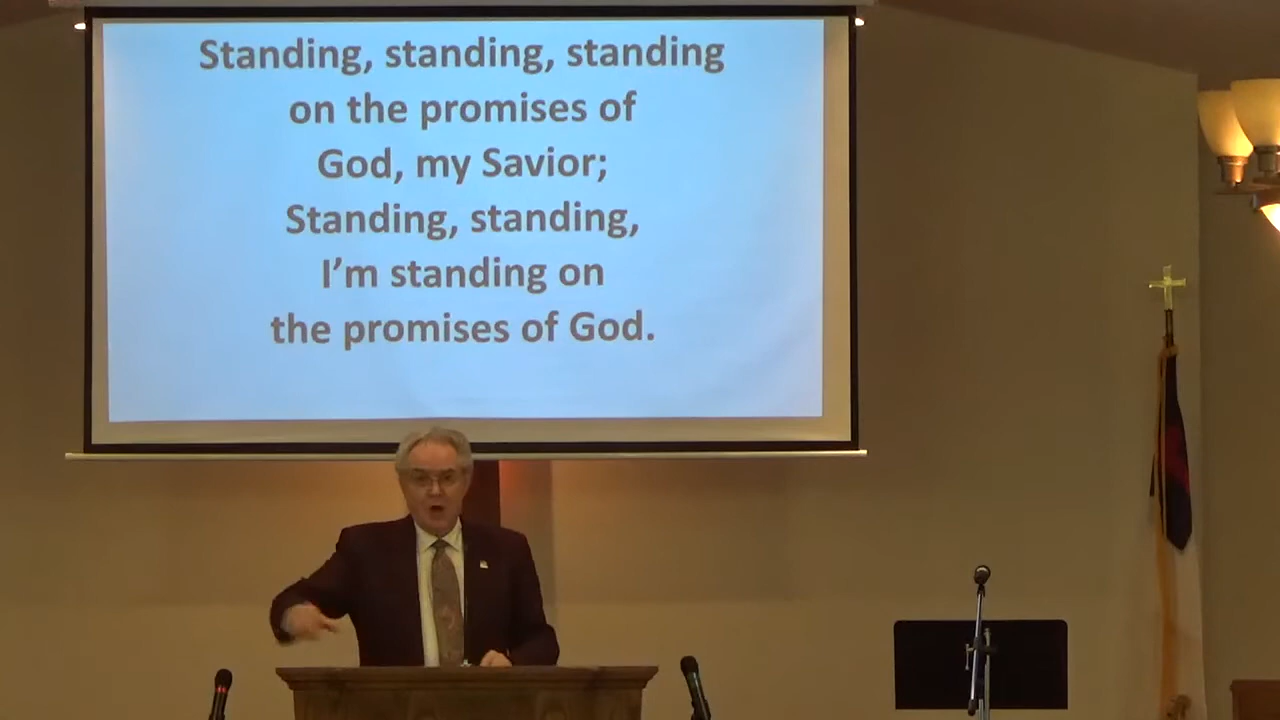 Standing, standing, standing
on the promises of
God, my Savior;
Standing, standing,
I'm standing on
the promises of God.